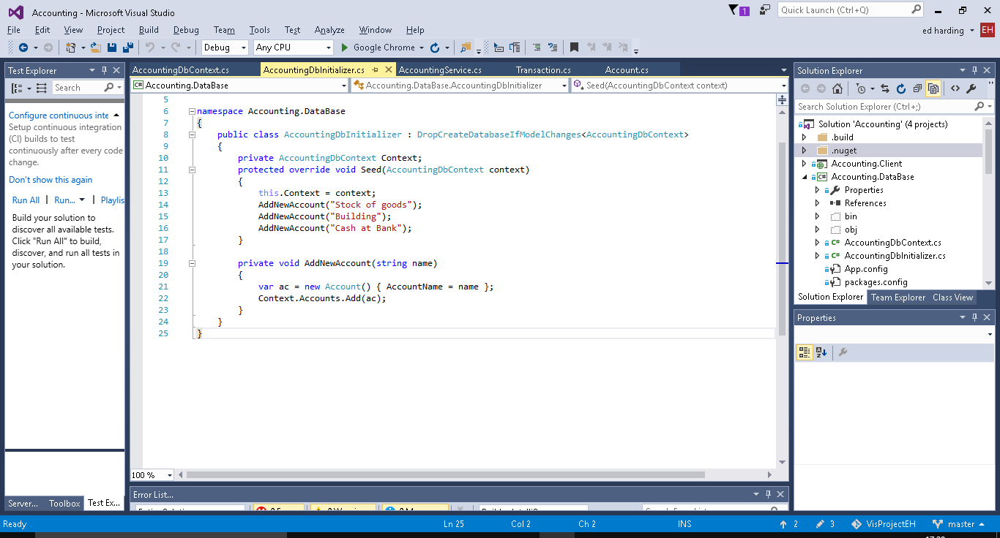 Accounting - Microsoft Visual Studio
1
Quick Launch (Ctrl+Q)
File Edit View Project Build Debug Team Tools Test Analyze Window Help
ed harding EH
Debug Any CPU Google Chrome
Test Explorer
Search
Configure continuous inte
Setup continuous integration
(CI) builds to test
continuously after every code
change.
Don't show this again
Run All Run... Playlis
Build your solution to
discover all available tests.
Click "Run All" to build,
discover, and run all tests in
your solution.
Server... Toolbox Test Ex...
AccountingDbContext.cs AccountingDbInitializer.cs AccountingService.cs Transaction.cs Account.cs
Accounting.DataBase Accounting.DataBase.AccountingDbInitializer Seed(AccountingDbContext context)
5
6 namespace Accounting.DataBase
7 {
8 public class AccountingDbInitializer : DropCreateDatabaseIfModelChanges<AccountingDbContext>
9 {
10 private AccountingDbContext Context;
11 protected override void Seed(AccountingDbContext context)
12 {
13 this.Context = context;
14 AddNewAccount("Stock of goods");
15 AddNewAccount("Building");
16 AddNewAccount("Cash at Bank");
17 }
18
19 private void AddNewAccount(string name)
20 {
21 var ac = new Account() { AccountName = name };
22 Context.Accounts.Add(ac);
23 }
24 }
25 }
100 %
Error List...
Solution Explorer
Search Solution Explorer (Ctrl+;)
Solution 'Accounting' (4 projects)
.build
.nuget
Accounting.Client
C# Accounting.DataBase
Properties
References
bin
obj
C# AccountingDbContext.cs
C# AccountingDbInitializer.cs
App.config
packages.config
Solution Explorer Team Explorer Class View
Properties
Ready Ln 25 Col 2 Ch 2 INS 2 3 VisProjectEH master